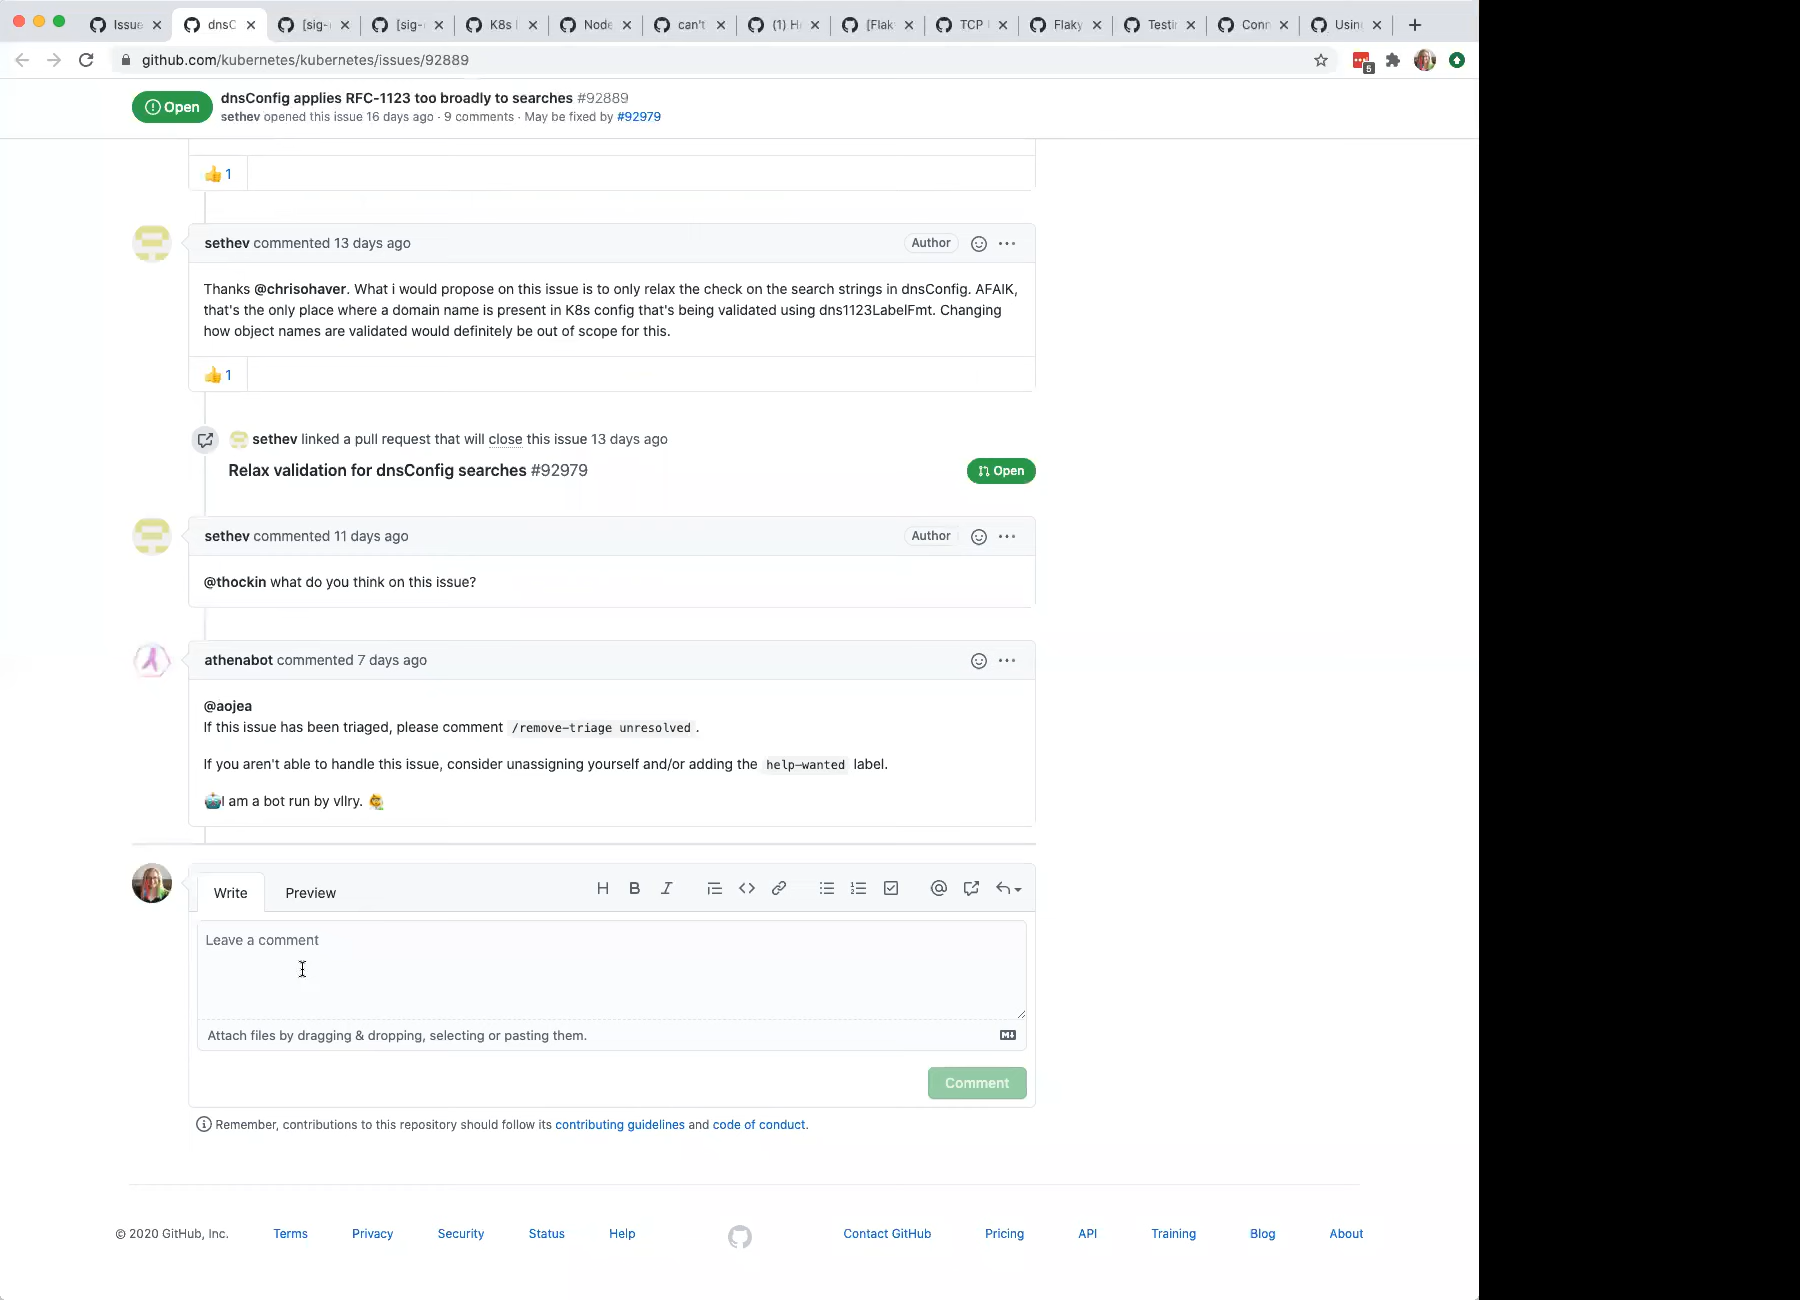 Issue
dnsC
[sig-
[sig-
K8s
Node
can't
(1) H
[Flak
TCP
Flaky
Testi
Conn
Usin
github.com/kubernetes/kubernetes/issues/92889
5
Open
dnsConfig applies RFC-1123 too broadly to searches #92889
sethev opened this issue 16 days ago · 9 comments · May be fixed by #92979
👍 1
sethev commented 13 days ago
Author
Thanks @chrisohaver. What i would propose on this issue is to only relax the check on the search strings in dnsConfig. AFAIK,
that's the only place where a domain name is present in K8s config that's being validated using dns1123LabelFmt. Changing
how object names are validated would definitely be out of scope for this.
👍 1
sethev linked a pull request that will close this issue 13 days ago
Relax validation for dnsConfig searches #92979
Open
sethev commented 11 days ago
Author
@thockin what do you think on this issue?
athenabot commented 7 days ago
@aojea
If this issue has been triaged, please comment /remove-triage unresolved.
If you aren't able to handle this issue, consider unassigning yourself and/or adding the help-wanted label.
🤖I am a bot run by vllry. 👩‍🔬
Write
Preview
Leave a comment
Attach files by dragging & dropping, selecting or pasting them.
Comment
Remember, contributions to this repository should follow its contributing guidelines and code of conduct.
© 2020 GitHub, Inc.
Terms
Privacy
Security
Status
Help
Contact GitHub
Pricing
API
Training
Blog
About